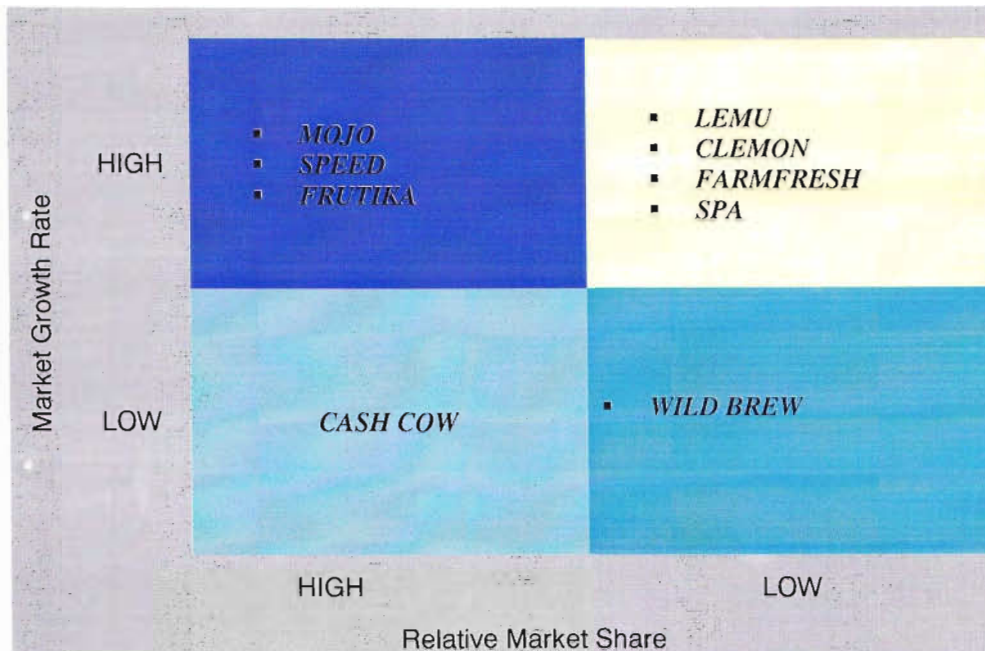 Market Growth Rate
HIGH
▪ MOJO
▪ SPEED
▪ FRUTIKA
▪ LEMU
▪ CLEMON
▪ FARMFRESH
▪ SPA
LOW
CASH COW
▪ WILD BREW
HIGH
LOW
Relative Market Share